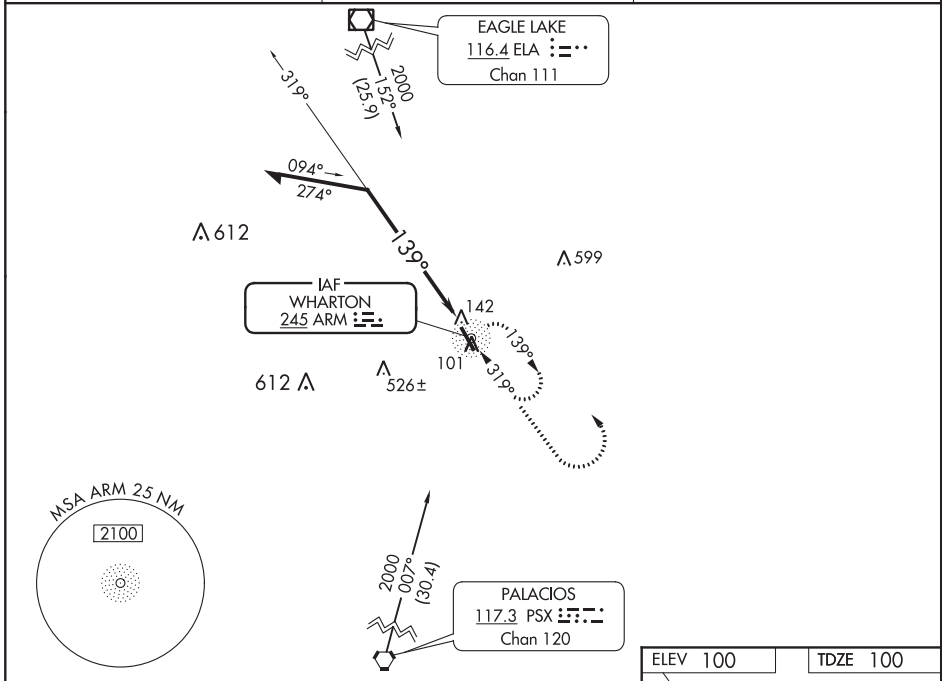 EAGLE LAKE
116.4 ELA
Chan 111
2000
152°
(25.9)
319°
094°
274°
612
139°
599
IAF
WHARTON
245 ARM
142
101
139°
319°
612
526±
MSA ARM 25 NM
2100
2000
007°
(30.4)
PALACIOS
117.3 PSX
Chan 120
ELEV 100
TDZE 100